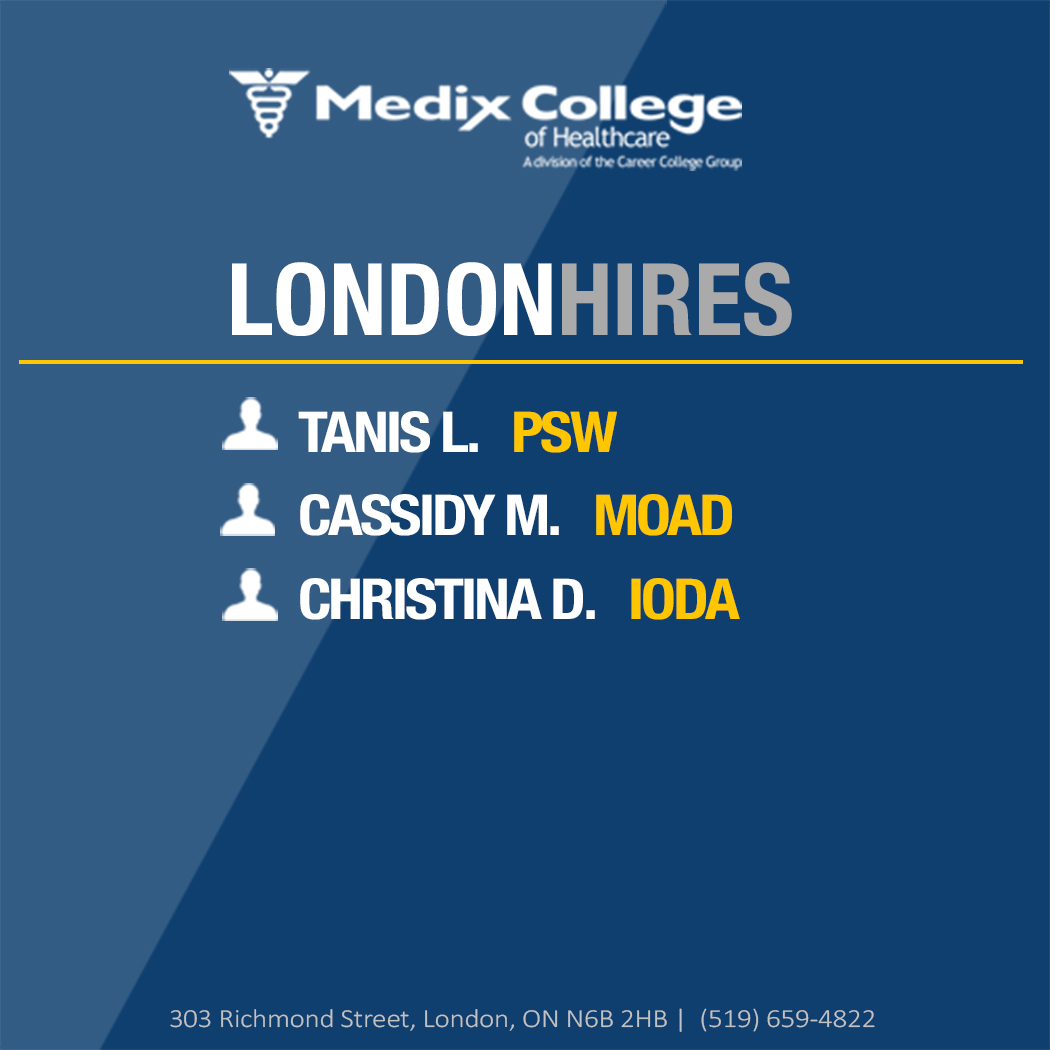 Medix College
of Healthcare
A division of the Career College Group
LONDONHIRES
TANIS L. PSW
CASSIDY M. MOAD
CHRISTINA D. IODA
303 Richmond Street, London, ON N6B 2HB | (519) 659-4822